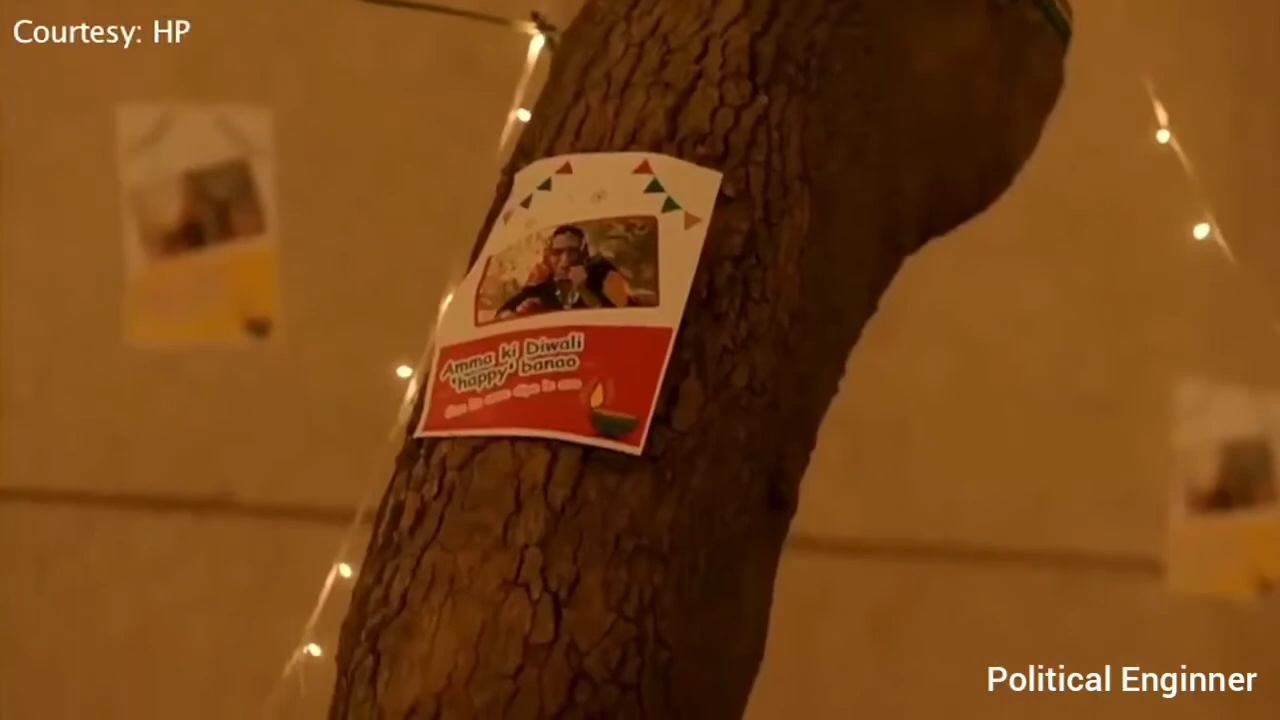 Courtesy: HP
Amma ki Diwali
'happy' banao
Political Enginner